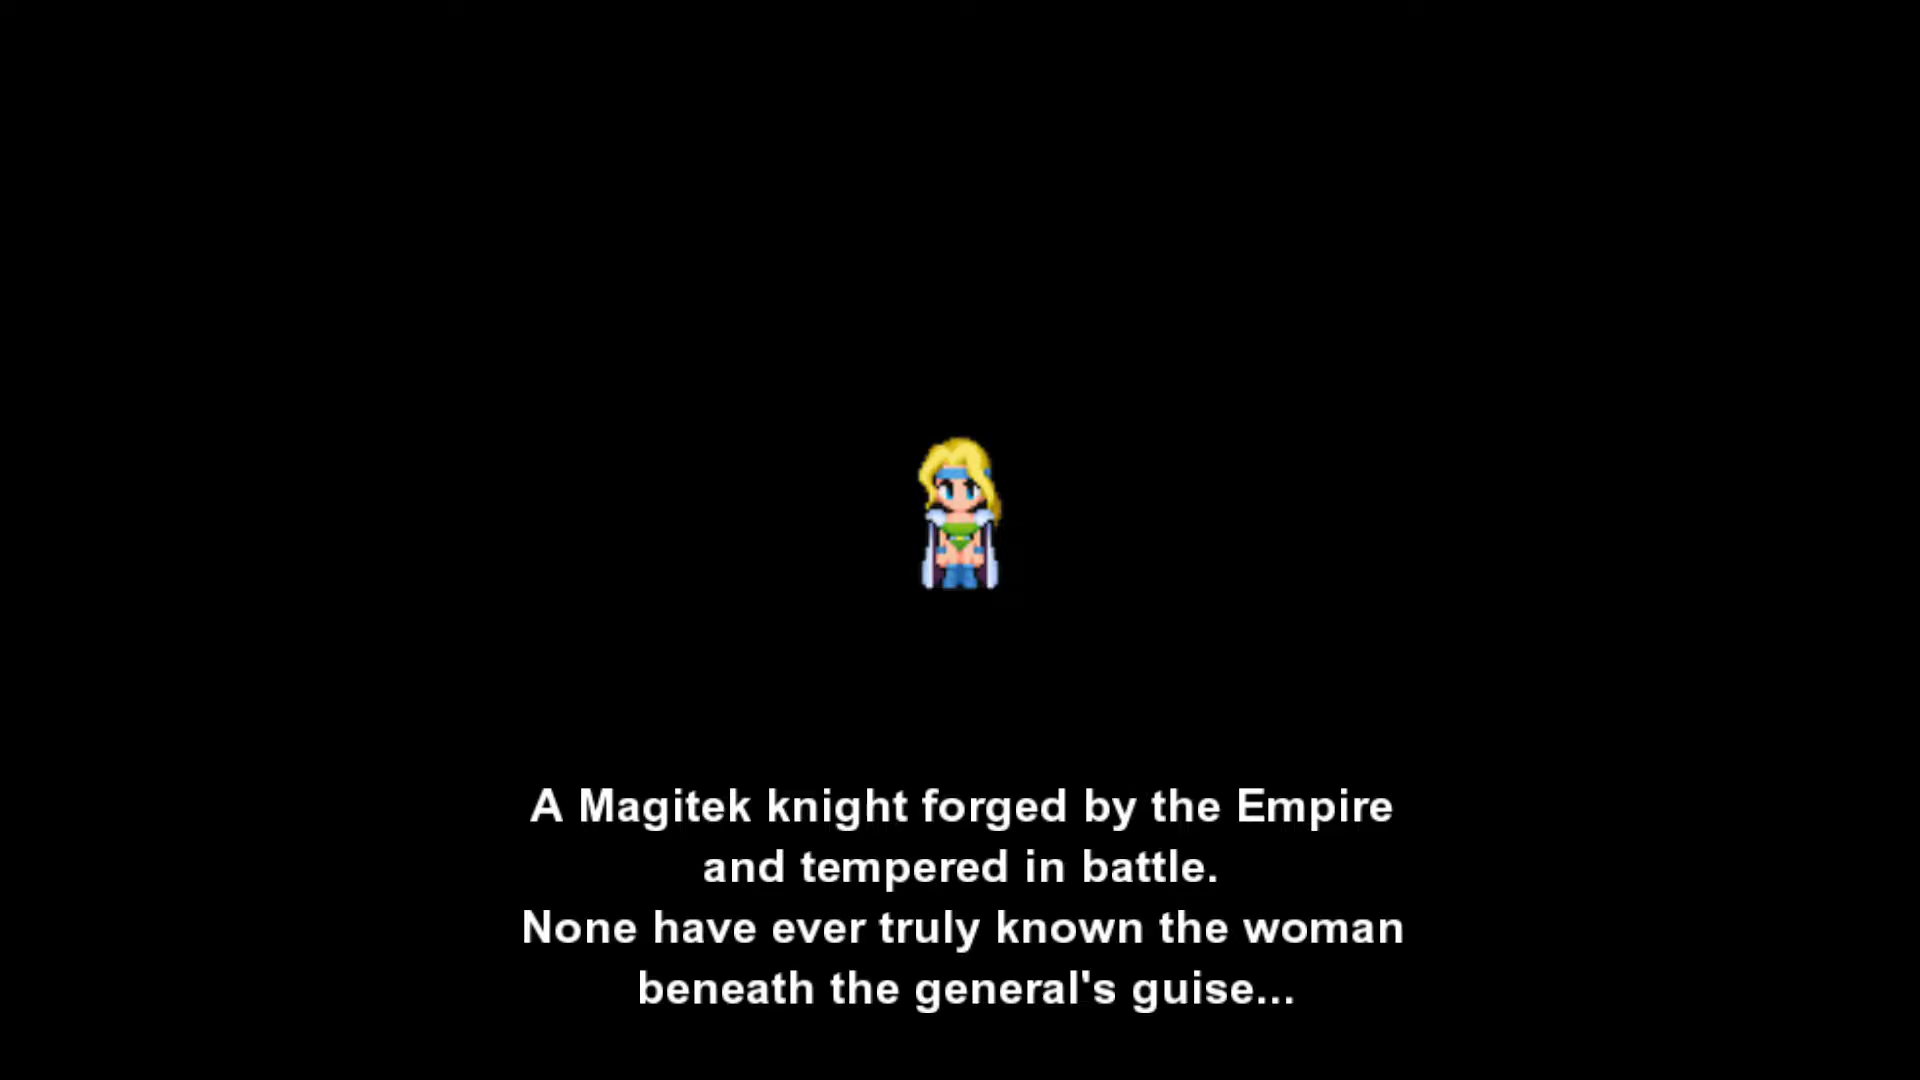 A Magitek knight forged by the Empire
and tempered in battle.
None have ever truly known the woman
beneath the general's guise...